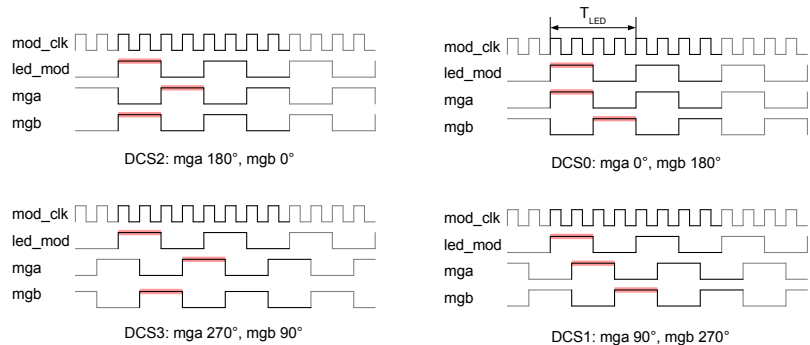 mod_clk
led_mod
mga
mgb
DCS2: mga 180°, mgb 0°
T LED
mod_clk
led_mod
mga
mgb
DCS0: mga 0°, mgb 180°
mod_clk
led_mod
mga
mgb
DCS3: mga 270°, mgb 90°
mod_clk
led_mod
mga
mgb
DCS1: mga 90°, mgb 270°